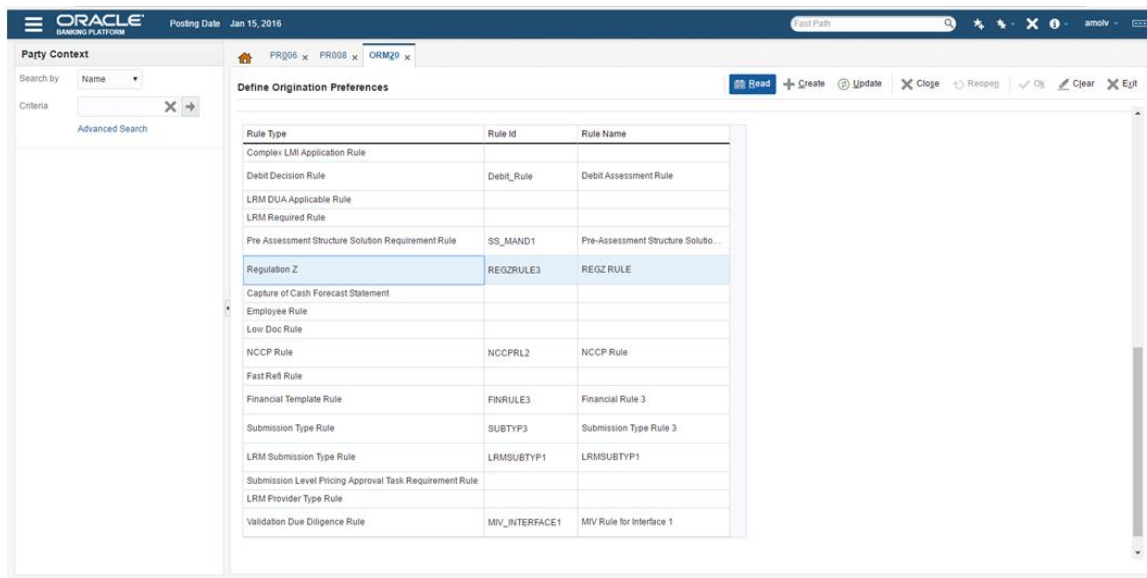 ORACLE
BANKING PLATFORM
Posting Date Jan 15, 2016
Fast Path
amolv
Party Context
Search by Name
Criteria
Advanced Search
PR006 x PR008 x ORM20 x
Define Origination Preferences
Read Create Update Close Reopen Ok Clear Exit
Rule Type Rule Id Rule Name
Complex LMI Application Rule
Debit Decision Rule Debit_Rule Debit Assessment Rule
LRM DUA Applicable Rule
LRM Required Rule
Pre Assessment Structure Solution Requirement Rule SS_MAND1 Pre-Assessment Structure Solutio...
Regulation Z REGZRULE3 REGZ RULE
Capture of Cash Forecast Statement
Employee Rule
Low Doc Rule
NCCP Rule NCCPRL2 NCCP Rule
Fast Refi Rule
Financial Template Rule FINRULE3 Financial Rule 3
Submission Type Rule SUBTYP3 Submission Type Rule 3
LRM Submission Type Rule LRMSUBTYP1 LRMSUBTYP1
Submission Level Pricing Approval Task Requirement Rule
LRM Provider Type Rule
Validation Due Diligence Rule MIV_INTERFACE1 MIV Rule for Interface 1